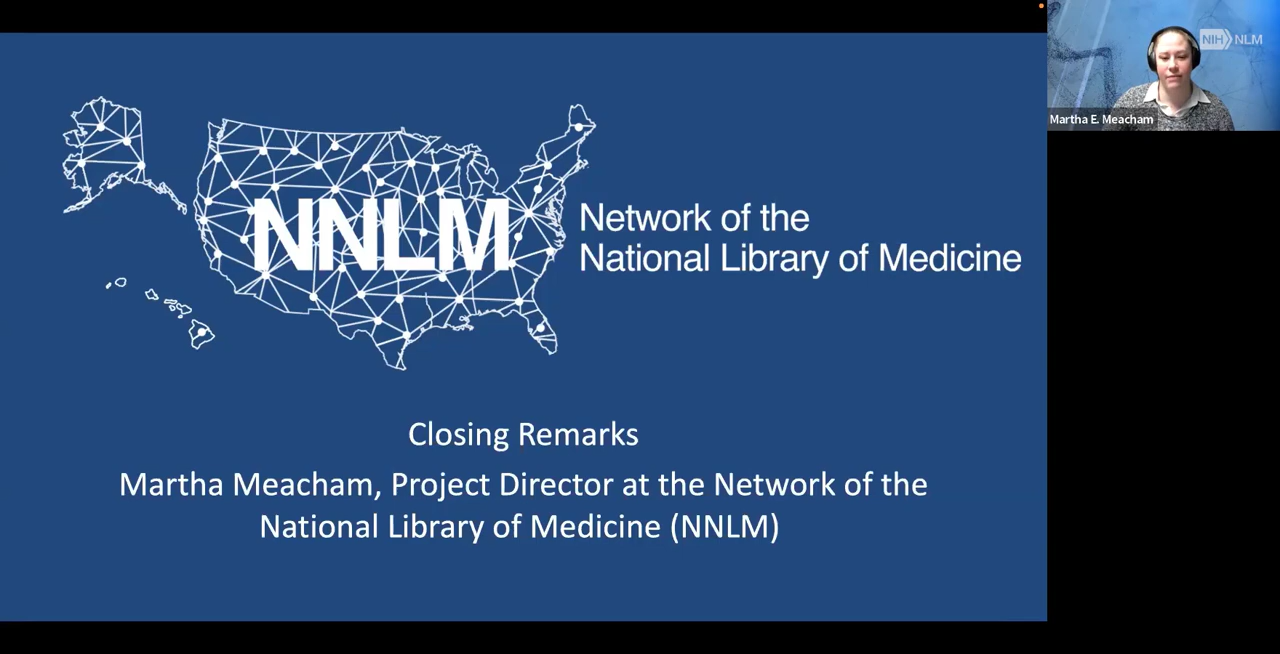 NIH NLM
Martha E. Meacham
NNLM
Network of the
National Library of Medicine
Closing Remarks
Martha Meacham, Project Director at the Network of the
National Library of Medicine (NNLM)